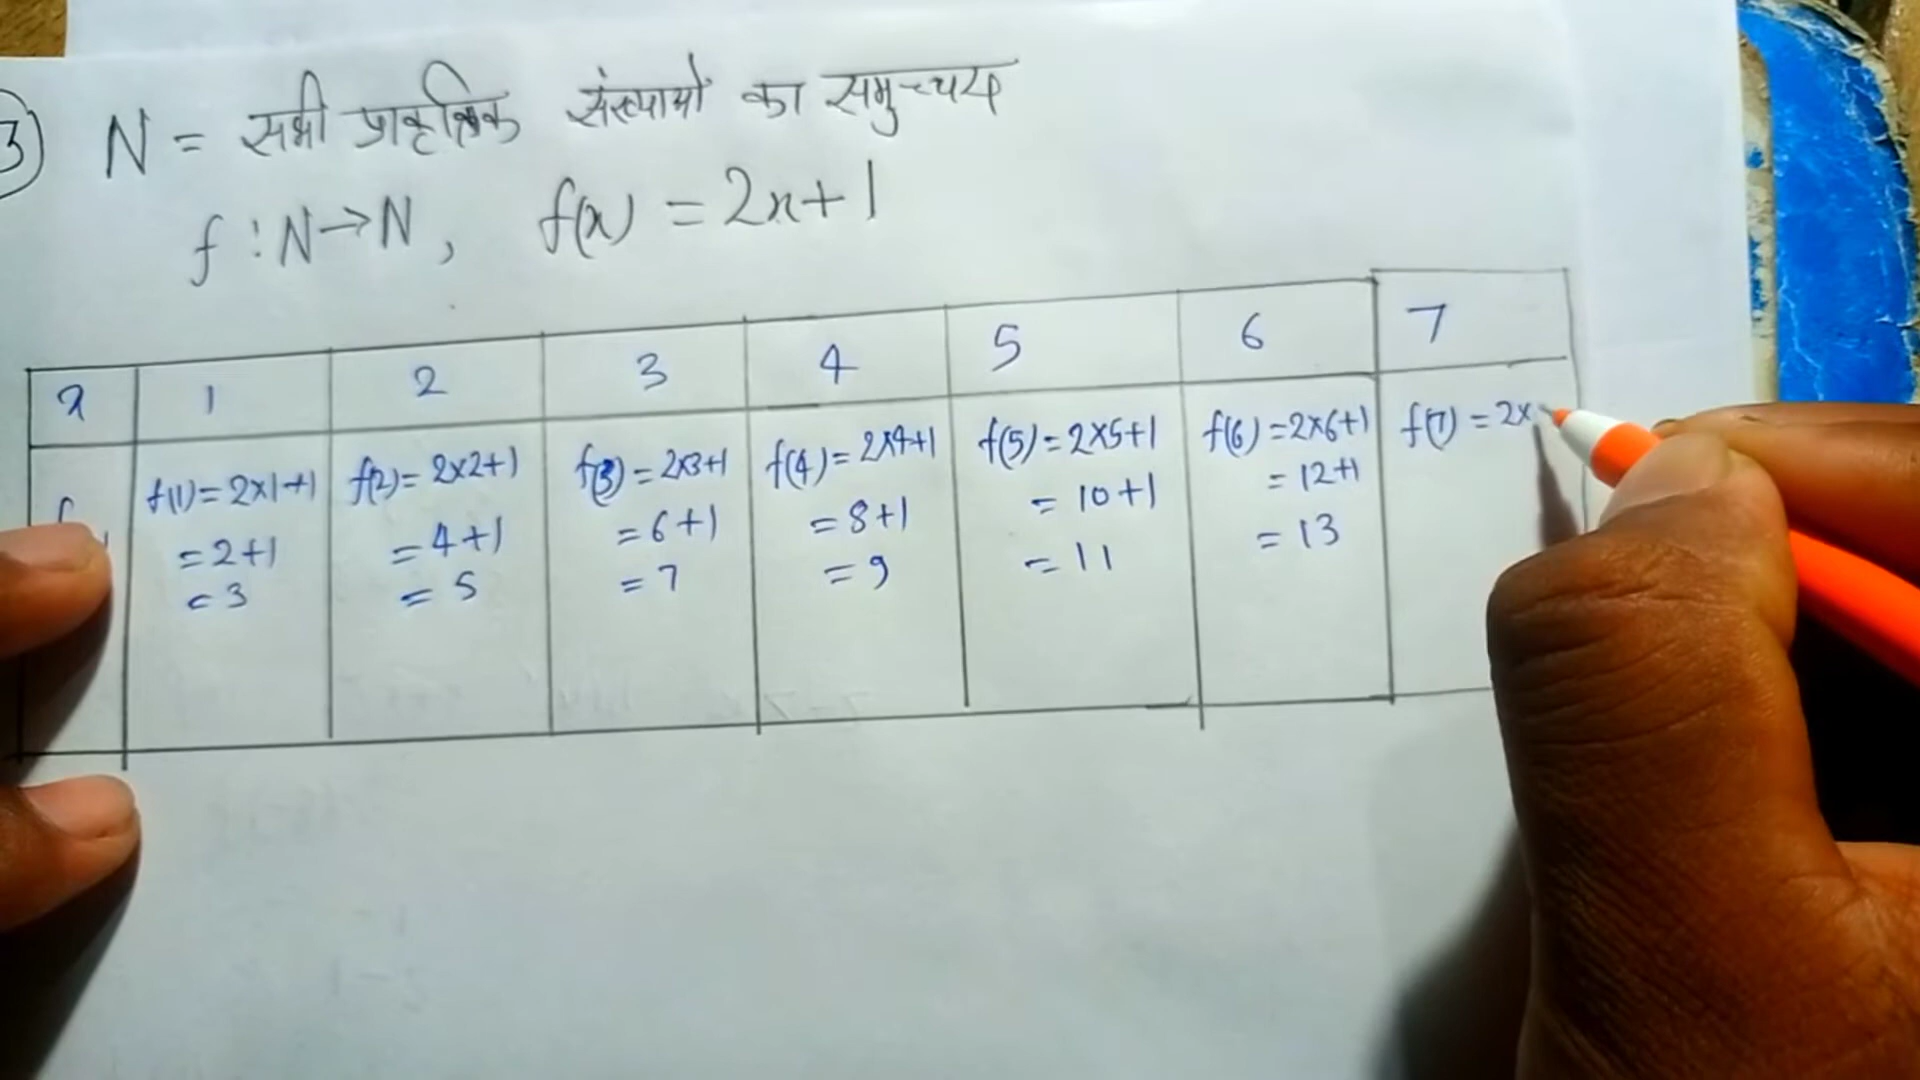 3) N = सभी प्राकृतिक संख्यायों का समुच्चय
f : N→N, f(x) = 2x+1
x 1 2 3 4 5 6 7
f(1) = 2×1+1 f(2) = 2×2+1 f(3) = 2×3+1 f(4) = 2×4+1 f(5) = 2×5+1 f(6) = 2×6+1 f(7) = 2×
= 2+1 = 4+1 = 6+1 = 8+1 = 10+1 = 12+1
= 3 = 5 = 7 = 9 = 11 = 13